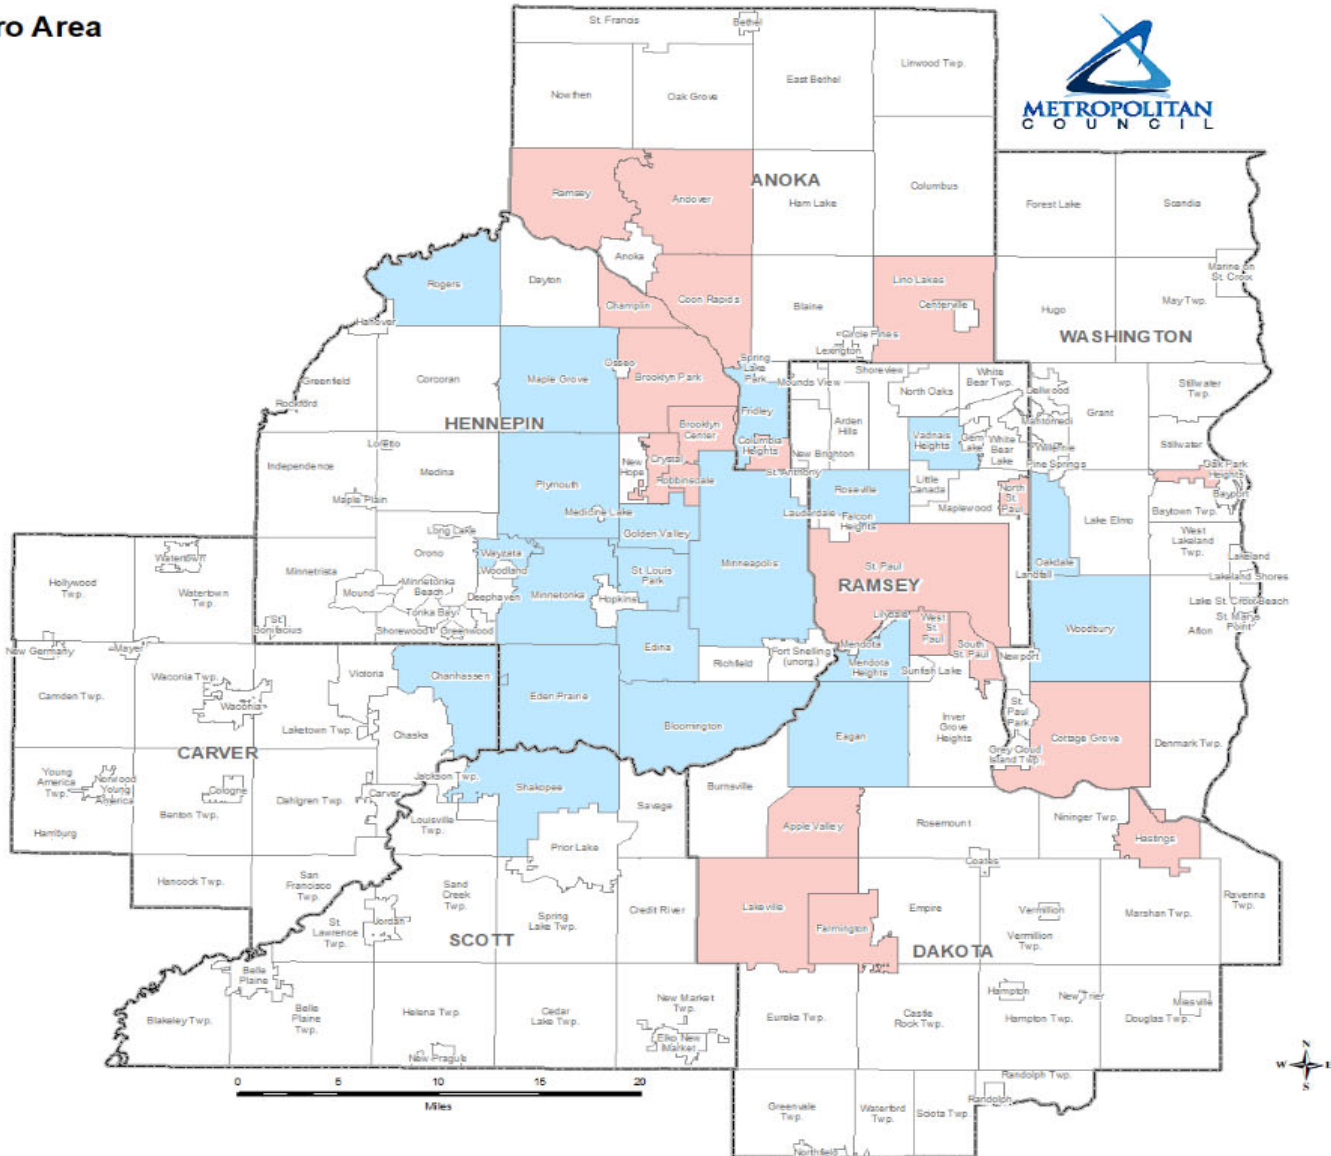 ro Area
METROPOLITAN
COUNCIL
St. Francis
Bethel
Linwood Twp.
East Bethel
Nowthen
Oak Grove
ANOKA
Ramsey
Andover
Ham Lake
Columbus
Forest Lake
Scandia
Anoka
Marine on
St. Croix
Rogers
Dayton
Lino Lakes
Champlin
Coon Rapids
Blaine
Centerville
Hugo
May Twp.
Hanover
Circle Pines
WASHINGTON
Lexington
Greenfield
Corcoran
Maple Grove
Osseo
Brooklyn Park
Spring
Lake
Park
Mounds View
Shoreview
North Oaks
White
Bear Twp.
Dellwood
Stillwater
Twp.
Rockford
HENNEPIN
Fridley
Arden
Hills
Grant
Mahtomedi
Brooklyn
Center
Columbia
Heights
Vadnais
Heights
Gem
Lake
White
Bear
Lake
Willernie
Stillwater
Loretto
Independence
Medina
New
Hope
Crystal
New Brighton
Pine Springs
Oak Park
Heights
Plymouth
Robbinsdale
St. Anthony
Maple Plain
Medicine Lake
Roseville
Little
Canada
North
St.
Paul
Bayport
Lauderdale
Falcon
Heights
Maplewood
Lake Elmo
Baytown Twp.
Long Lake
Golden Valley
West
Lakeland
Twp.
Orono
Wayzata
Minneapolis
Oakdale
Lakeland
Hollywood
Twp.
Watertown
Watertown
Twp.
Minnetrista
Woodland
St. Louis
Park
St. Paul
Landfall
Lakeland Shores
Minnetonka
Beach
Mound
Deephaven
Minnetonka
Hopkins
RAMSEY
Lake St. Croix Beach
Tonka Bay
Lilydale
West
St.
Paul
St. Marys
Point
St.
Bonifacius
Shorewood
Greenwood
Woodbury
Afton
New Germany
Mayer
Edina
Fort Snelling
(unorg.)
Mendota
South
St. Paul
Newport
Richfield
Mendota
Heights
Sunfish Lake
Victoria
Chanhassen
Waconia Twp.
Camden Twp.
Waconia
Eden Prairie
St.
Paul
Park
Laketown Twp.
Chaska
Bloomington
Eagan
Inver
Grove
Heights
Cottage Grove
Denmark Twp.
CARVER
Grey Cloud
Island Twp.
Young
America
Twp.
Norwood
Young
America
Cologne
Jackson Twp.
Shakopee
Burnsville
Carver
Dahlgren Twp.
Savage
Benton Twp.
Louisville
Twp.
Apple Valley
Rosemount
Nininger Twp.
Hamburg
Prior Lake
Hastings
Coates
Hancock Twp.
San
Francisco
Twp.
Sand
Creek
Twp.
Ravenna
Twp.
St.
Lawrence
Twp.
Jordan
Spring
Lake Twp.
Credit River
Lakeville
Empire
Vermillion
Marshan Twp.
SCOTT
Farmington
DAKOTA
Vermillion
Twp.
Belle
Plaine
Hampton
New Trier
Miesville
Blakeley Twp.
Belle
Plaine
Twp.
Helena Twp.
Cedar
Lake Twp.
New Market
Twp.
Elko New
Market
Eureka Twp.
Castle
Rock Twp.
Hampton Twp.
Douglas Twp.
New Prague
N
W E
S
0 5 10 15 20
Miles
Randolph Twp.
Randolph
Greenvale
Twp.
Waterford
Twp.
Sciota Twp.
Northfield